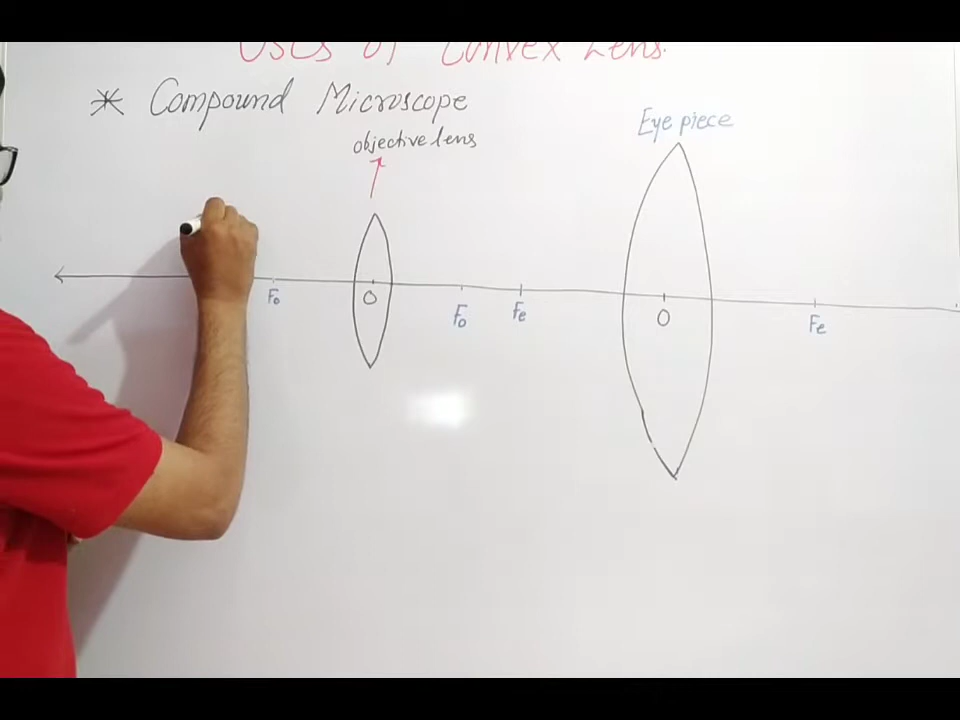 Uses of Convex Lens.
* Compound Microscope
objective lens
Eye piece
Fo O Fo Fe O Fe